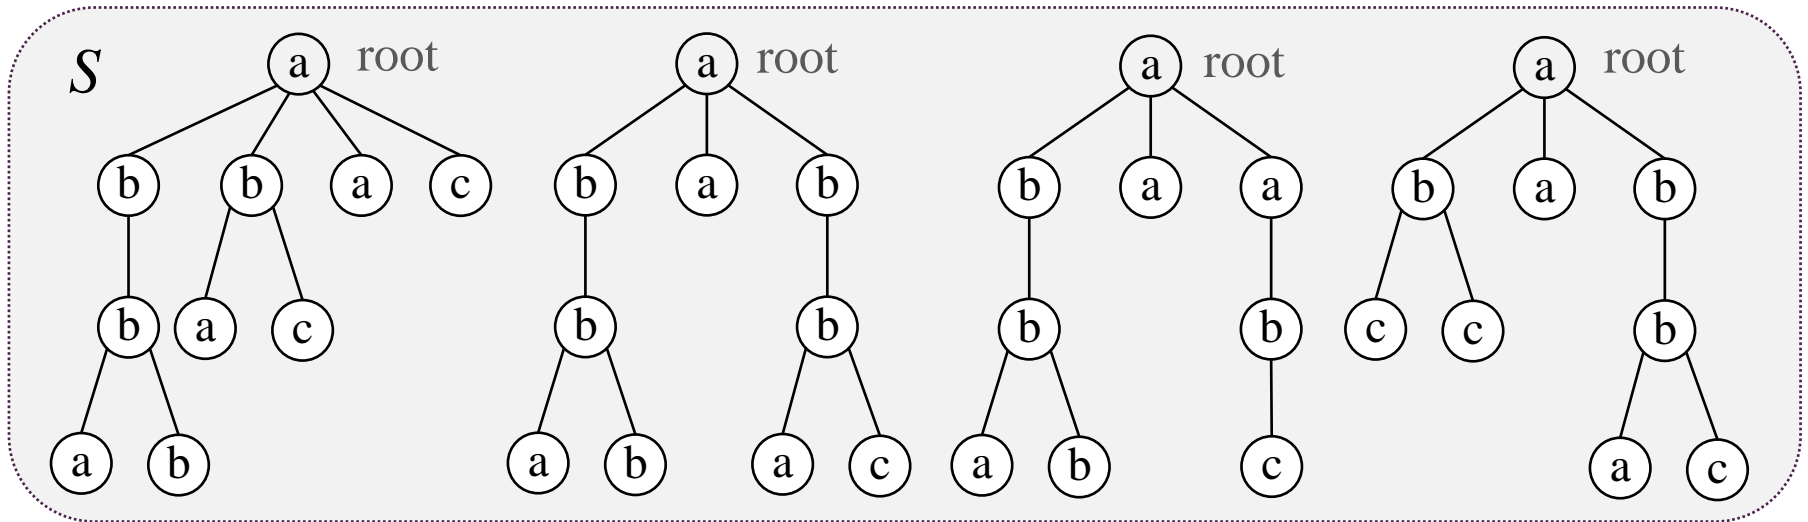 S
a root a root a root a root
b b a c b a b b a a b a b
b a c b b b b c c b
a b a b a c a b c a c